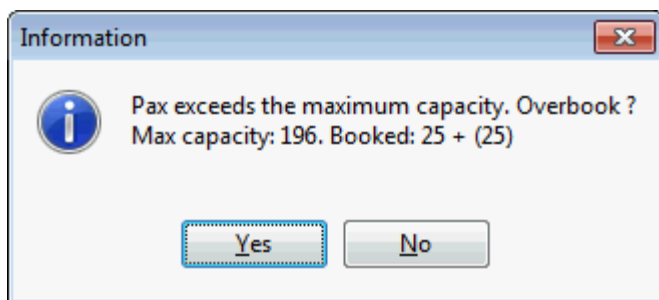 Information
Pax exceeds the maximum capacity. Overbook ?
Max capacity: 196. Booked: 25 + (25)
Yes
No